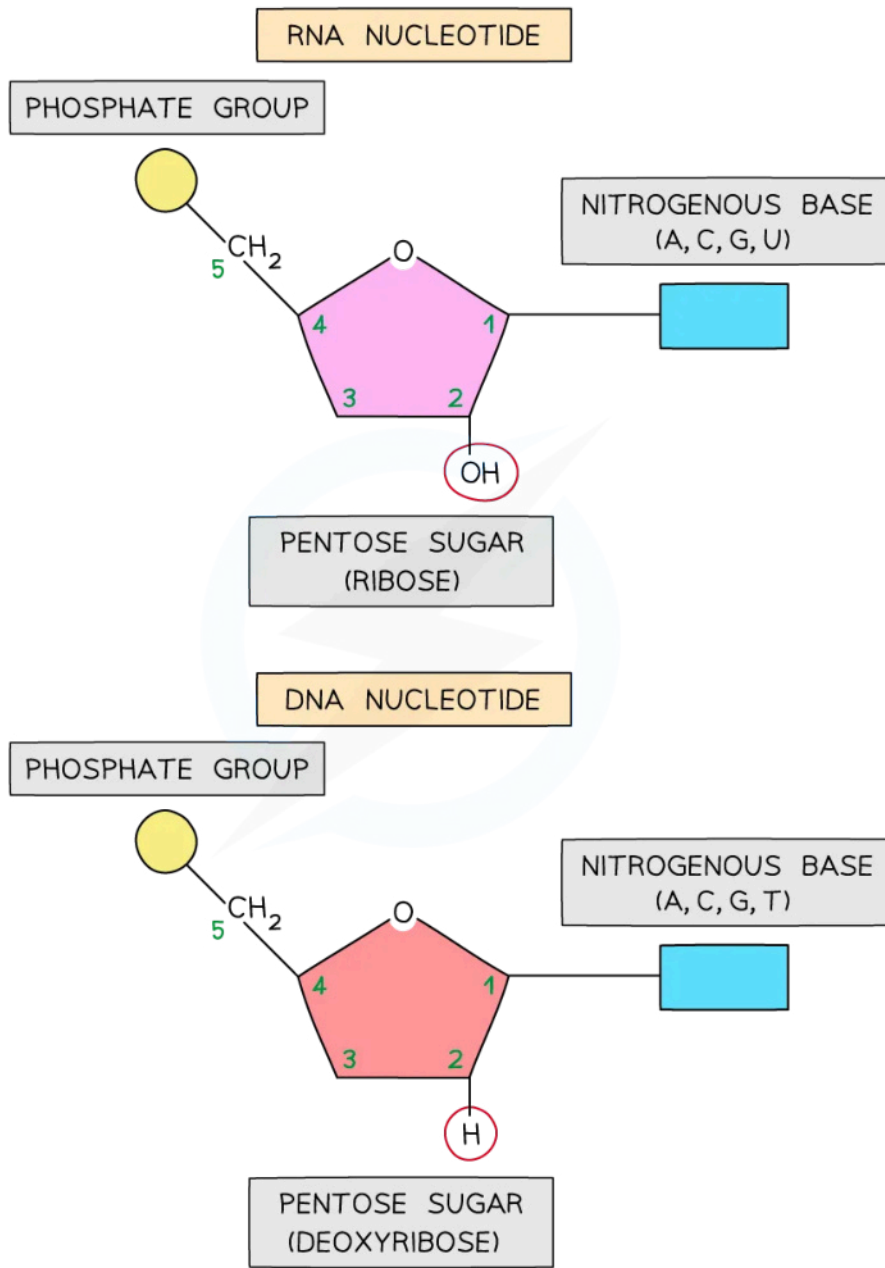 RNA NUCLEOTIDE
PHOSPHATE GROUP
NITROGENOUS BASE
(A, C, G, U)
CH2
5
O
4
1
3
2
OH
PENTOSE SUGAR
(RIBOSE)
DNA NUCLEOTIDE
PHOSPHATE GROUP
NITROGENOUS BASE
(A, C, G, T)
CH2
5
O
4
1
3
2
H
PENTOSE SUGAR
(DEOXYRIBOSE)